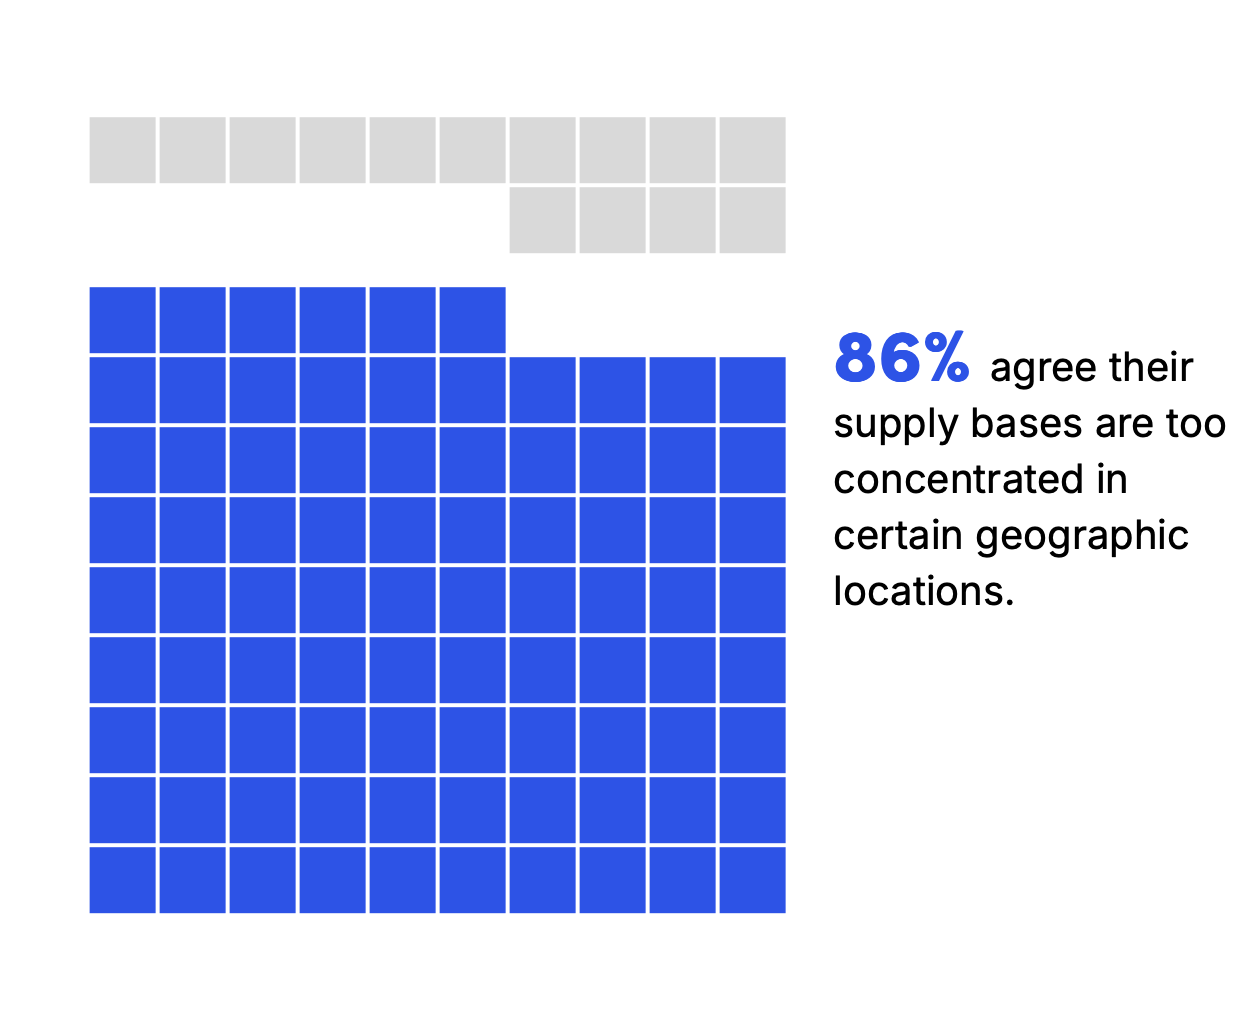 86% agree their
supply bases are too
concentrated in
certain geographic
locations.